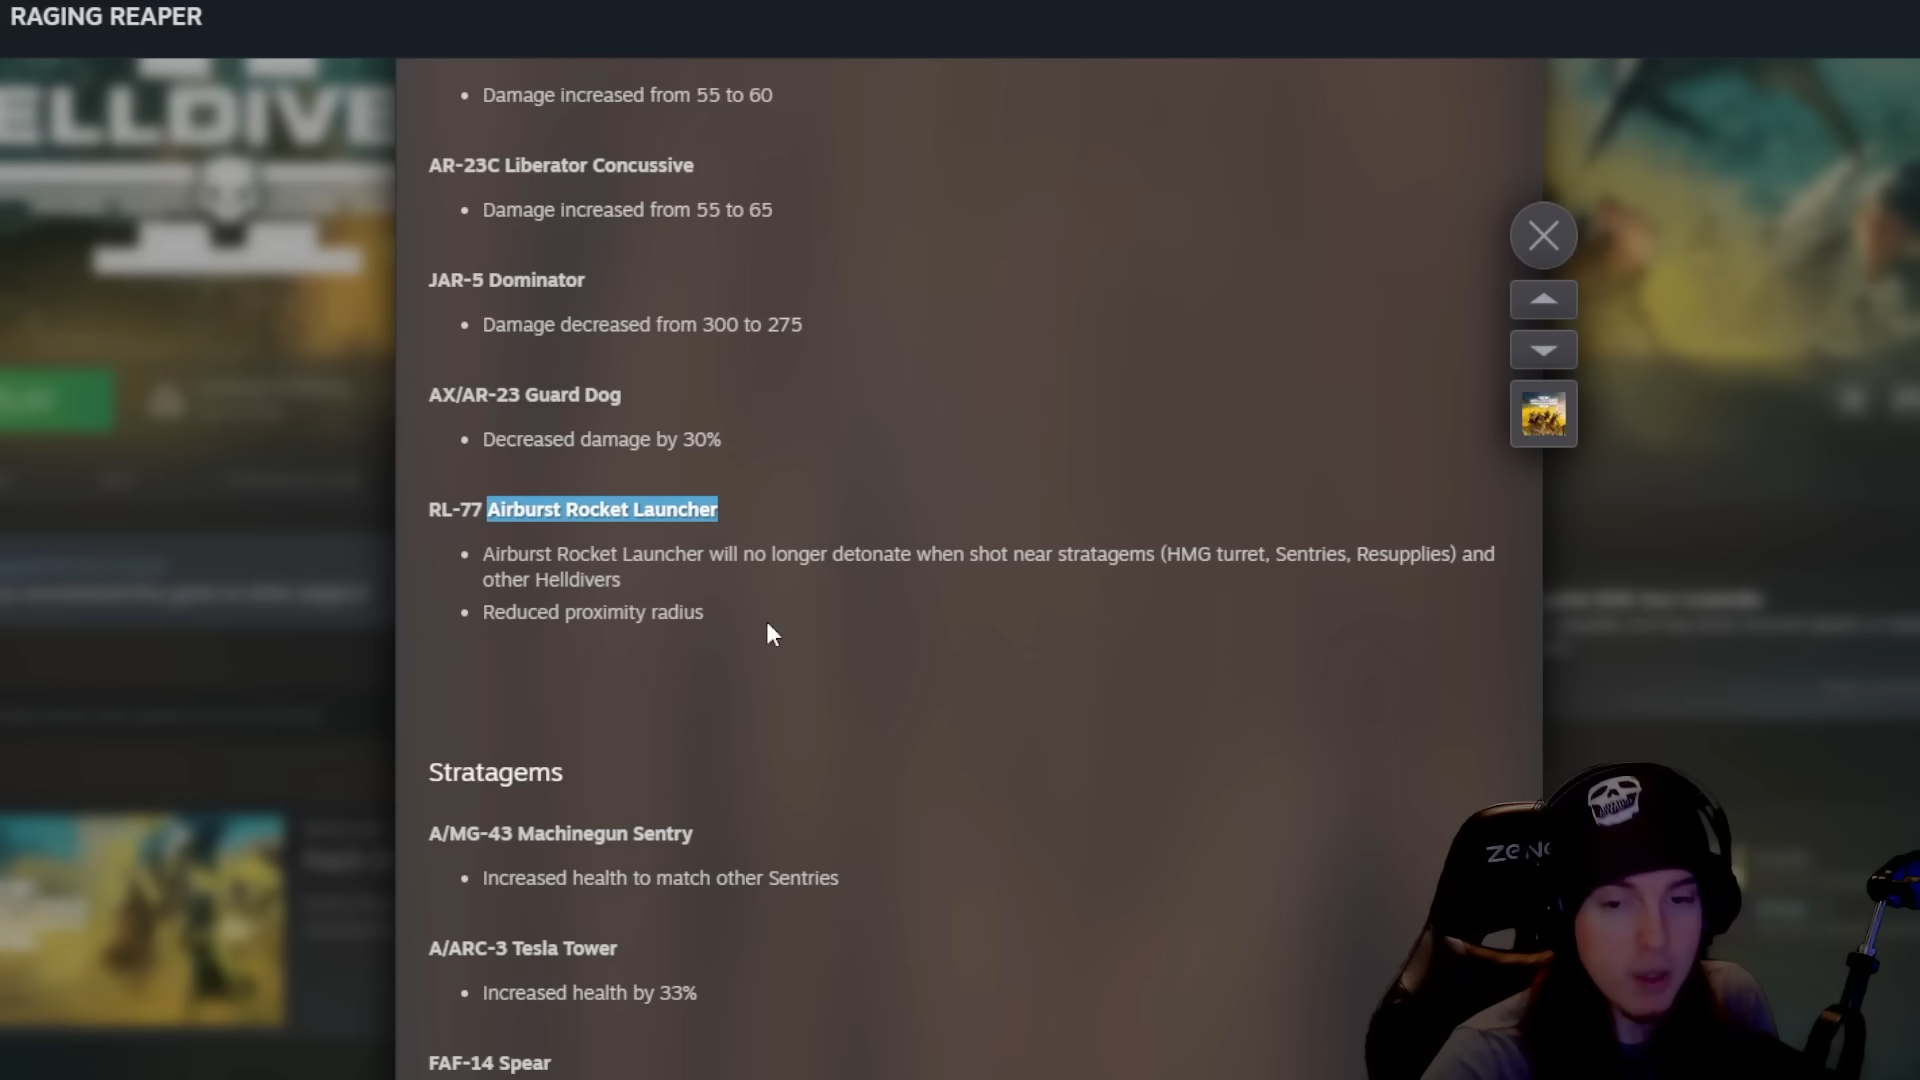 RAGING REAPER
ELLDIVE
Damage increased from 55 to 60
AR-23C Liberator Concussive
Damage increased from 55 to 65
JAR-5 Dominator
Damage decreased from 300 to 275
AX/AR-23 Guard Dog
Decreased damage by 30%
RL-77 Airburst Rocket Launcher
Airburst Rocket Launcher will no longer detonate when shot near stratagems (HMG turret, Sentries, Resupplies) and
other Helldivers
Reduced proximity radius
Stratagems
A/MG-43 Machinegun Sentry
Increased health to match other Sentries
A/ARC-3 Tesla Tower
Increased health by 33%
FAF-14 Spear